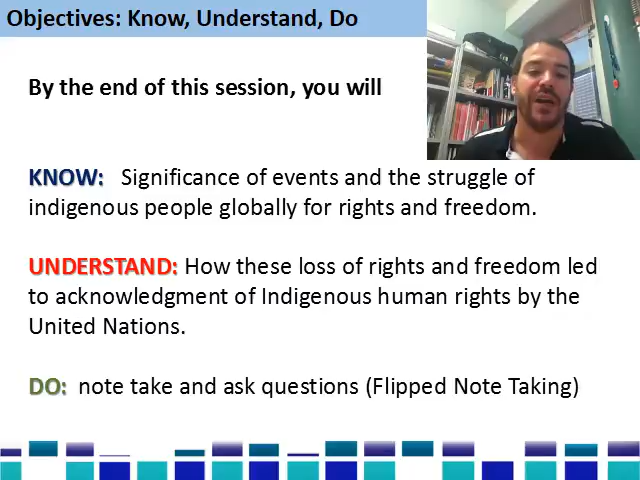 Objectives: Know, Understand, Do
By the end of this session, you will
KNOW: Significance of events and the struggle of
indigenous people globally for rights and freedom.
UNDERSTAND: How these loss of rights and freedom led
to acknowledgment of Indigenous human rights by the
United Nations.
DO: note take and ask questions (Flipped Note Taking)